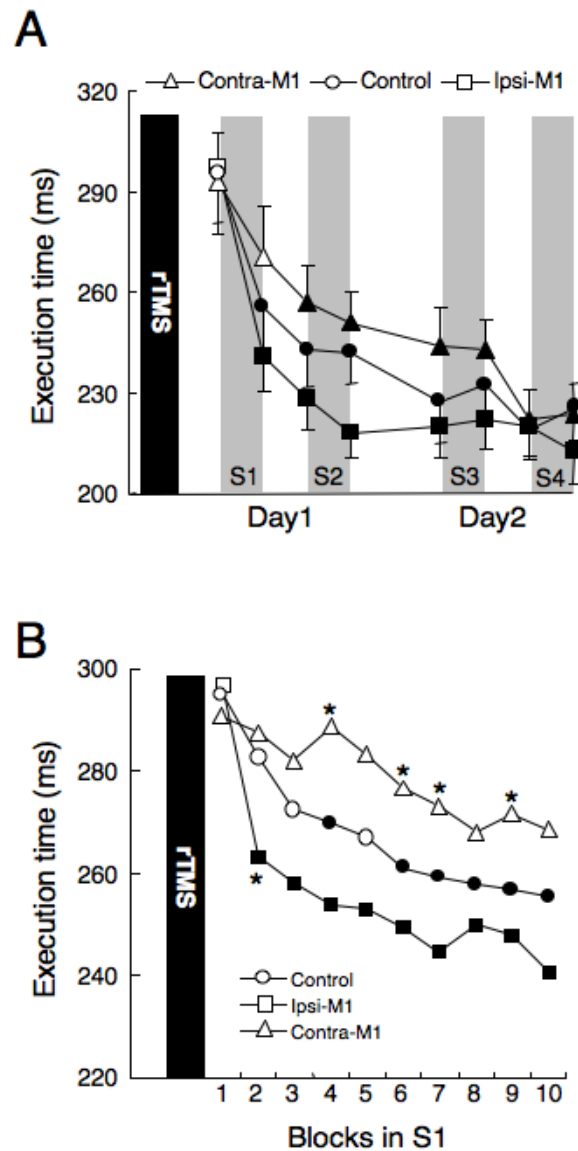 A
Contra-M1 Control Ipsi-M1
320
290
260
230
200
Execution time (ms)
rTMS
S1 S2 S3 S4
Day1 Day2
B
300
280
260
240
220
Execution time (ms)
rTMS
* * * * *
Control
Ipsi-M1
Contra-M1
1 2 3 4 5 6 7 8 9 10
Blocks in S1